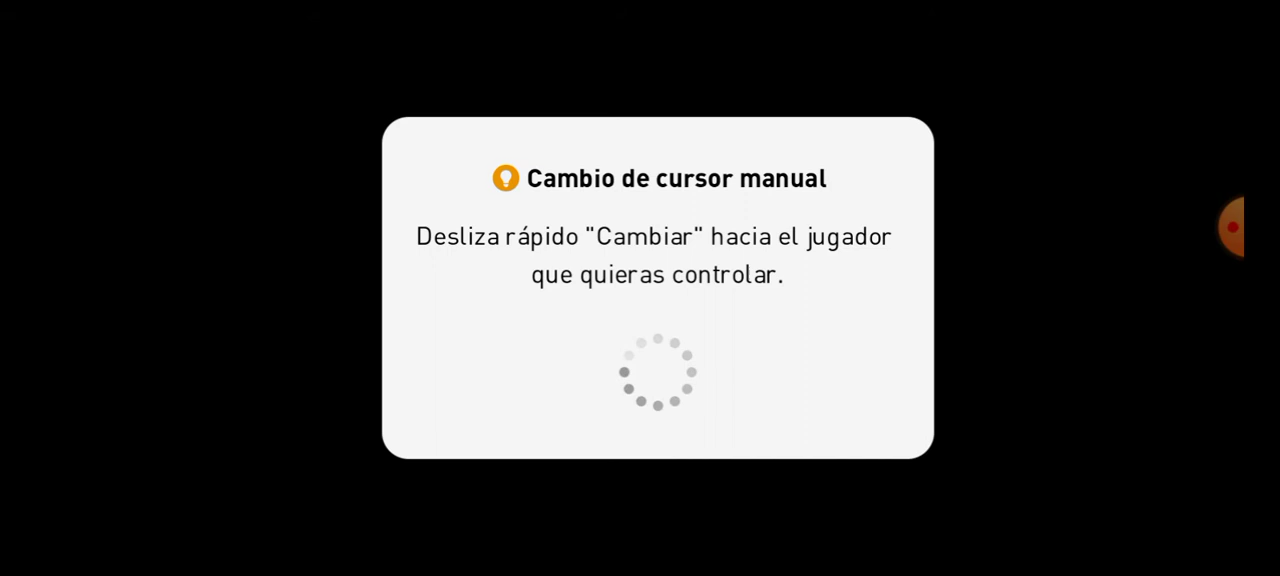 Cambio de cursor manual
Desliza rápido "Cambiar" hacia el jugador
que quieras controlar.